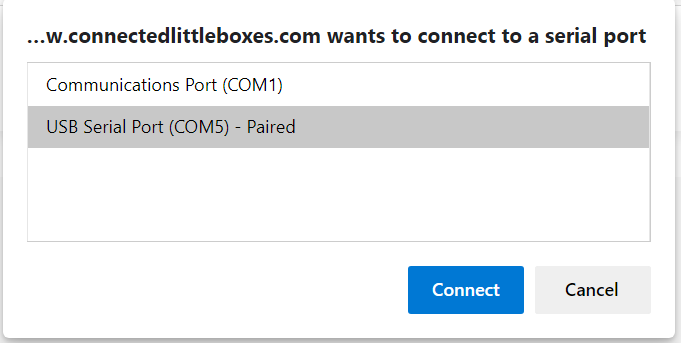 ...w.connectedlittleboxes.com wants to connect to a serial port
Communications Port (COM1)
USB Serial Port (COM5) - Paired
Connect
Cancel